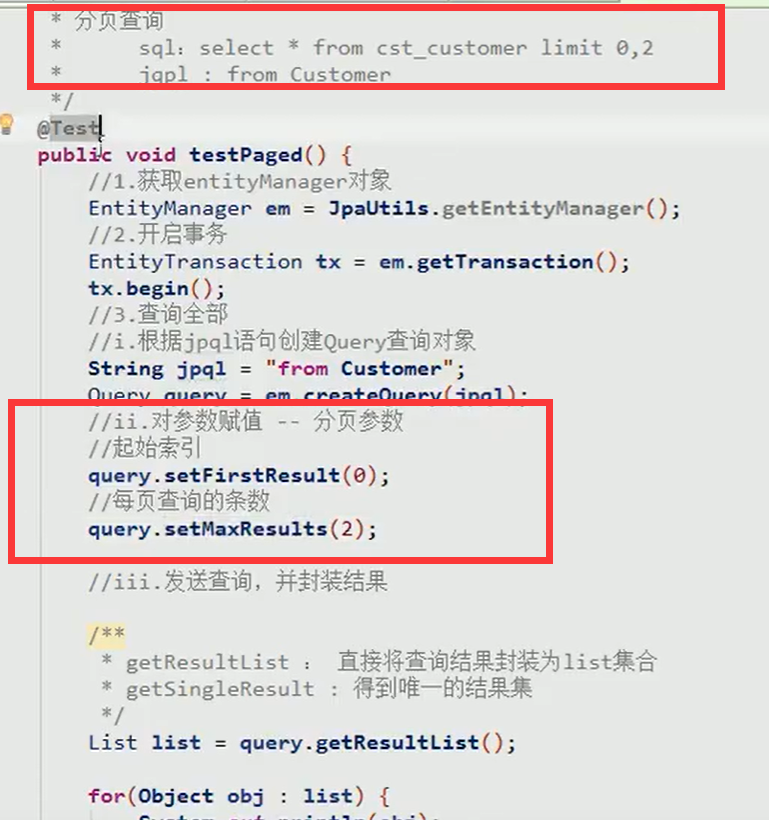 * 分页查询
* sql：select * from cst_customer limit 0,2
* jqpl : from Customer
*/
@Test
public void testPaged() {
//1.获取entityManager对象
EntityManager em = JpaUtils.getEntityManager();
//2.开启事务
EntityTransaction tx = em.getTransaction();
tx.begin();
//3.查询全部
//i.根据jpql语句创建Query查询对象
String jpql = "from Customer";
Query query = em.createQuery(jpql);
//ii.对参数赋值 -- 分页参数
//起始索引
query.setFirstResult(0);
//每页查询的条数
query.setMaxResults(2);
//iii.发送查询，并封装结果
/**
* getResultList ： 直接将查询结果封装为list集合
* getSingleResult : 得到唯一的结果集
*/
List list = query.getResultList();
for(Object obj : list) {
System.out.println(obj);